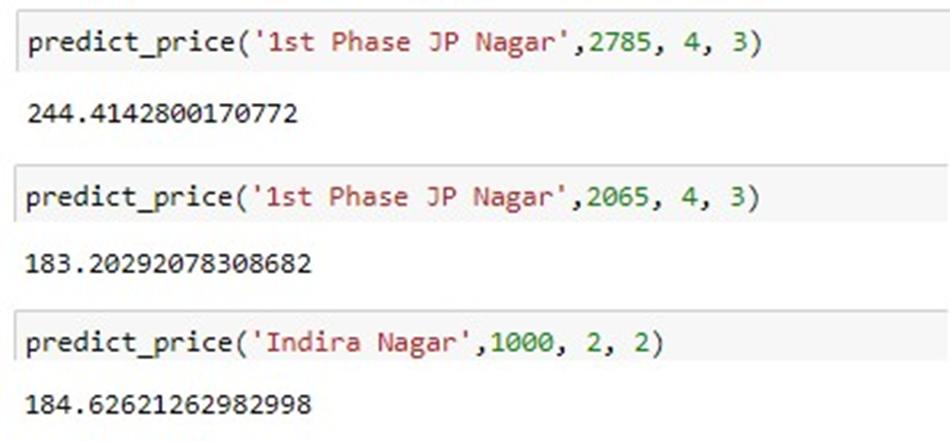 predict_price('1st Phase JP Nagar',2785, 4, 3)
244.4142800170772
predict_price('1st Phase JP Nagar',2065, 4, 3)
183.20292078308682
predict_price('Indira Nagar',1000, 2, 2)
184.62621262982998